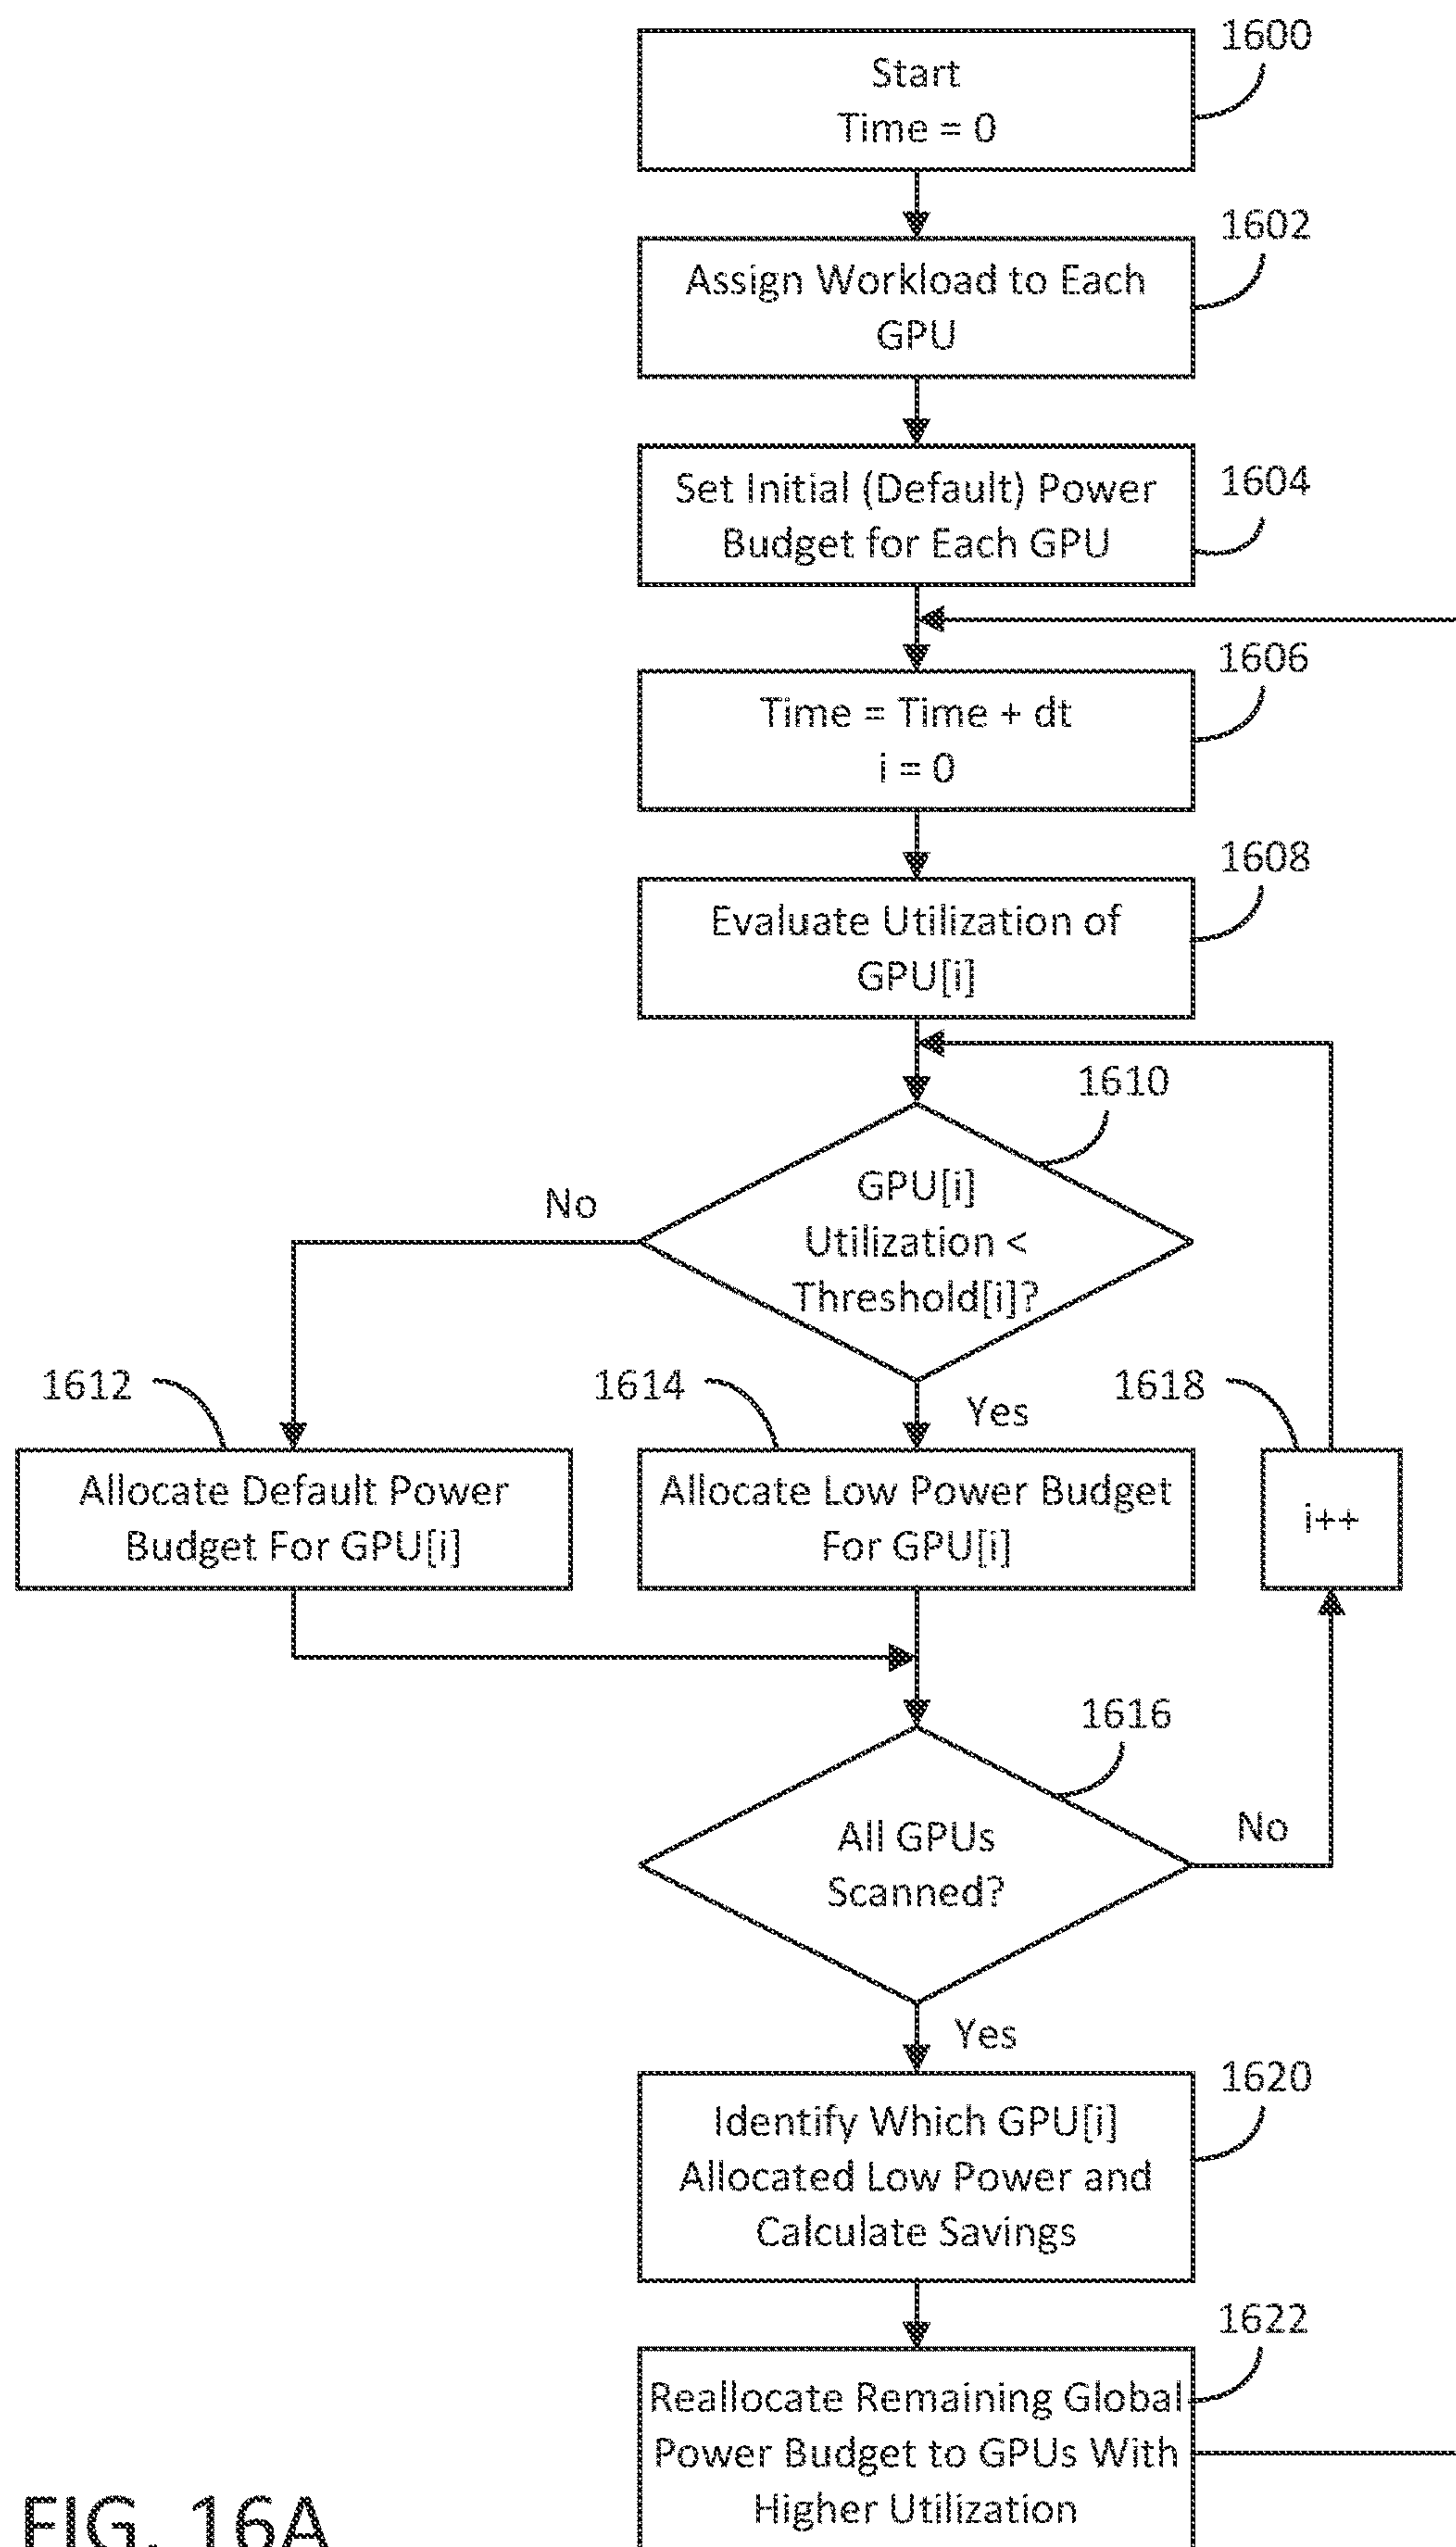 1600
Start
Time = 0
1602
Assign Workload to Each
GPU
1604
Set Initial (Default) Power
Budget for Each GPU
1606
Time = Time + dt
i = 0
1608
Evaluate Utilization of
GPU[i]
1610
GPU[i]
Utilization <
Threshold[i]?
No
Yes
1612
Allocate Default Power
Budget For GPU[i]
1614
Allocate Low Power Budget
For GPU[i]
1618
i++
1616
All GPUs
Scanned?
No
Yes
1620
Identify Which GPU[i]
Allocated Low Power and
Calculate Savings
1622
Reallocate Remaining Global
Power Budget to GPUs With
Higher Utilization
FIG. 16A